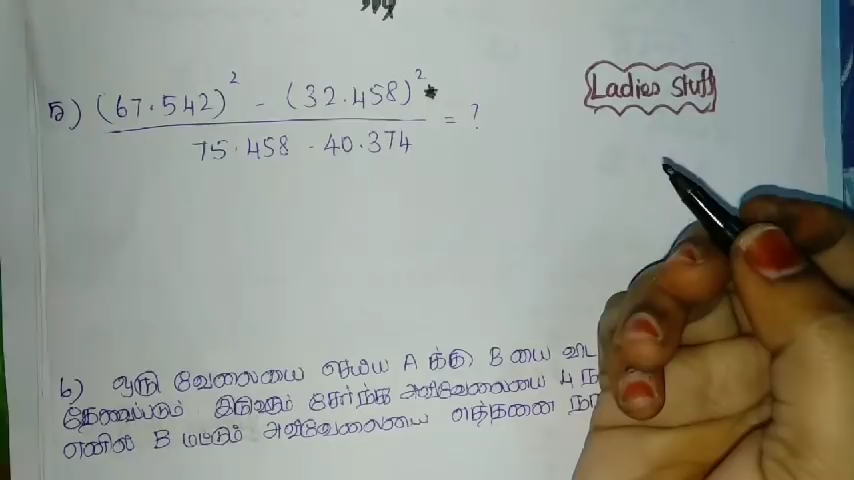 5) (67.542)² - (32.458)²
75.458 - 40.374 = ?
Ladies Stuff
6) ஒரு வேலையை செய்ய A க்கு B யை விட
தேவைப்படும் இருவரும் சேர்ந்து அவ்வேலையை 4
எனில் B மட்டும் அவ்வேலையை எத்தனை